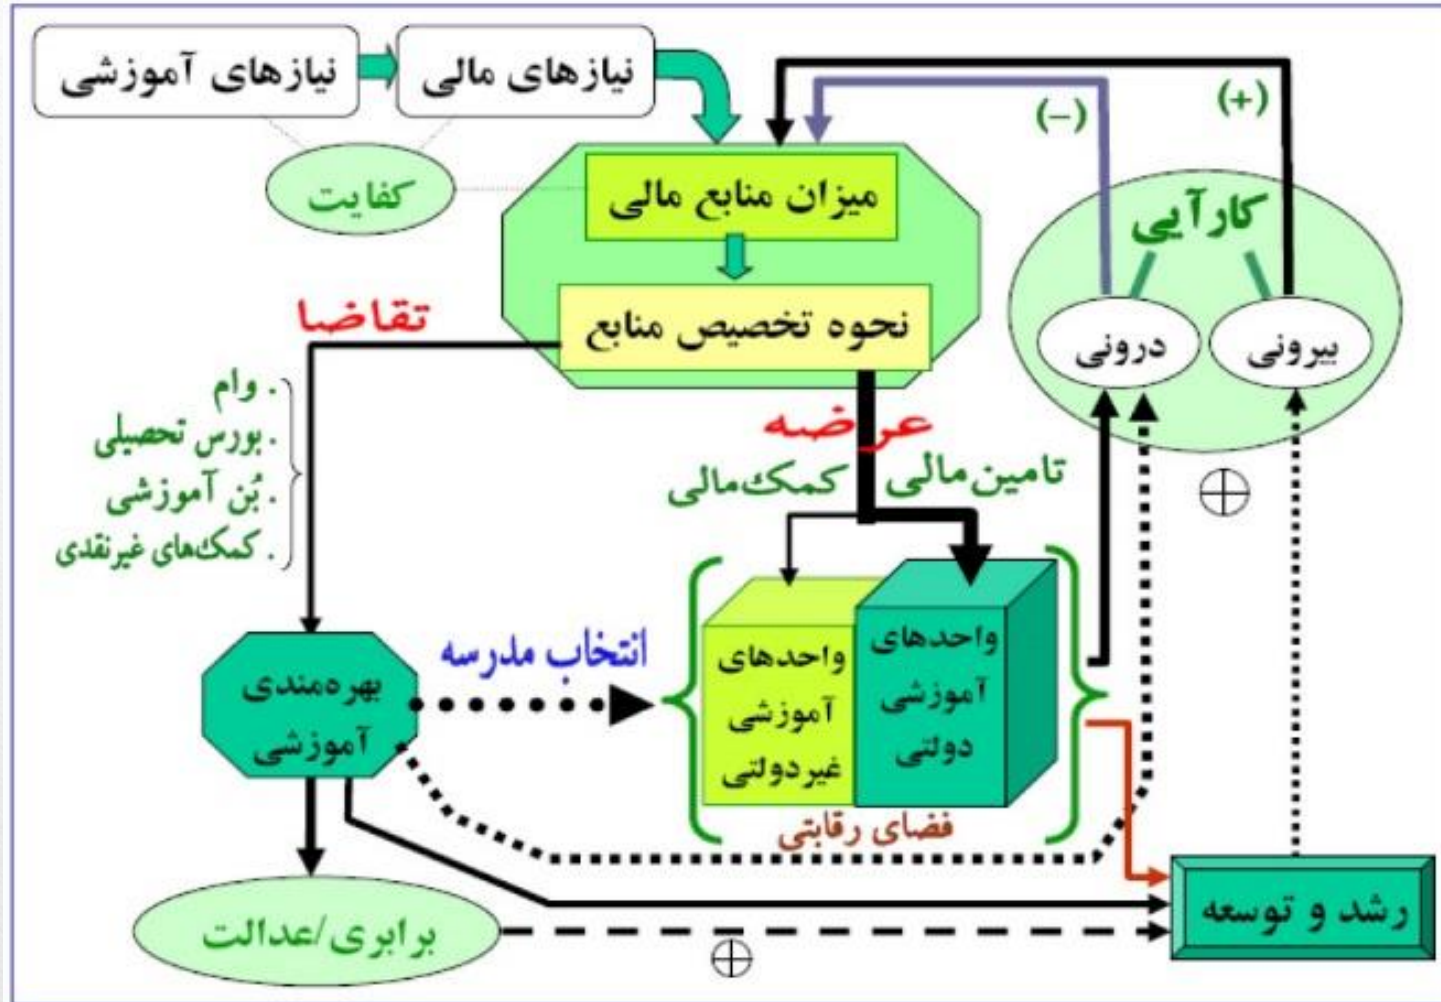 نیازهای آموزشی
نیازهای مالی
(+)
(−)
کفایت
میزان منابع مالی
کارآیی
نحوه تخصیص منابع
تقاضا
درونی
بیرونی
. وام
. بورس تحصیلی
. بُن آموزشی
. کمک‌های غیرنقدی
عرضه
کمک‌مالی
تامین‌مالی
انتخاب مدرسه
بهره‌مندی
آموزشی
واحدهای
آموزشی
غیردولتی
واحدهای
آموزشی
دولتی
فضای رقابتی
برابری/عدالت
رشد و توسعه